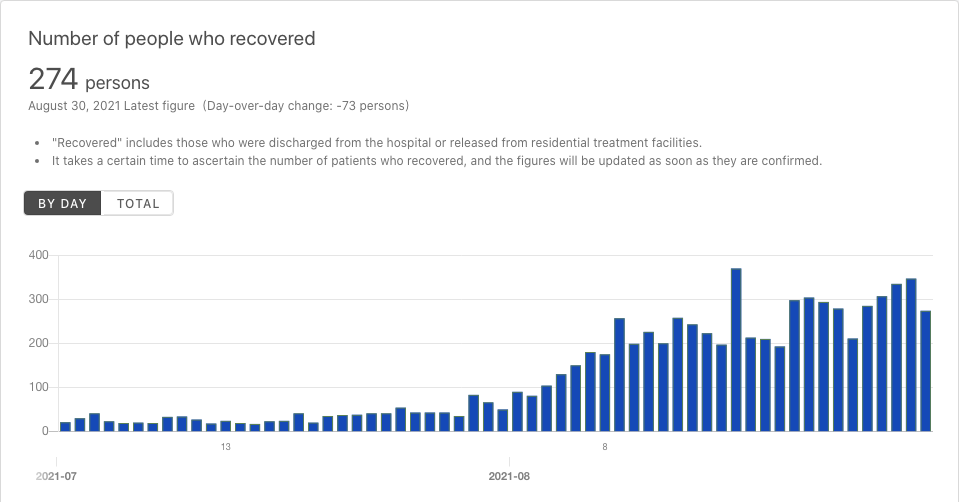 Number of people who recovered
274 persons
August 30, 2021 Latest figure (Day-over-day change: -73 persons)
• "Recovered" includes those who were discharged from the hospital or released from residential treatment facilities.
• It takes a certain time to ascertain the number of patients who recovered, and the figures will be updated as soon as they are confirmed.
BY DAY TOTAL
400
300
200
100
0
13 8
2021-07 2021-08